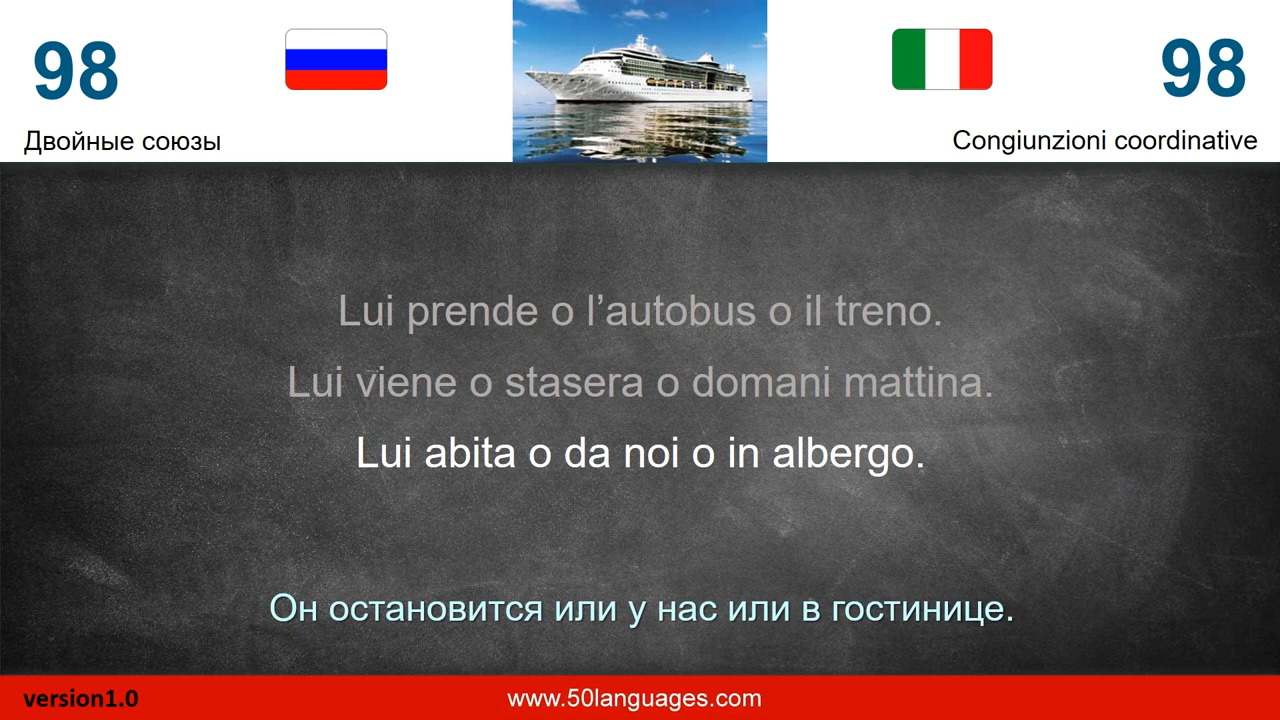 98
98
Двойные союзы
Congiunzioni coordinative
Lui prende o l’autobus o il treno.
Lui viene o stasera o domani mattina.
Lui abita o da noi o in albergo.
Он остановится или у нас или в гостинице.
version1.0
www.50languages.com